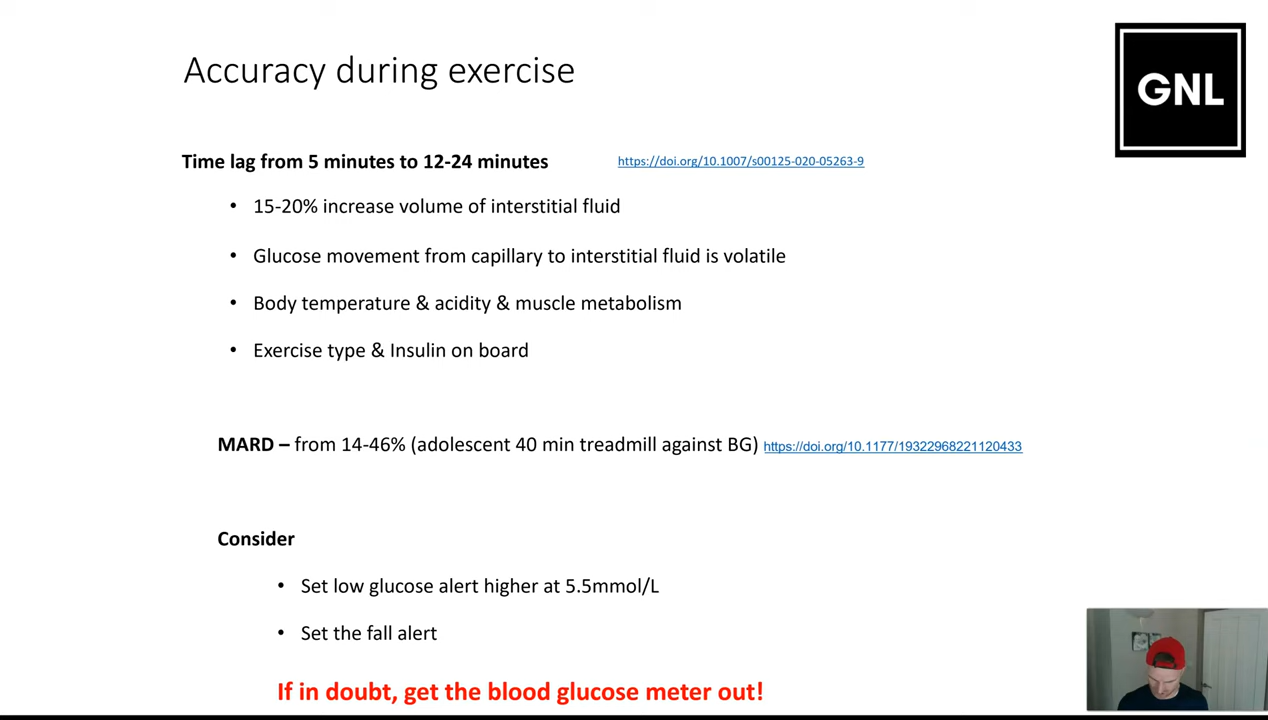 GNL
Accuracy during exercise
Time lag from 5 minutes to 12-24 minutes https://doi.org/10.1007/s00125-020-05263-9
• 15-20% increase volume of interstitial fluid
• Glucose movement from capillary to interstitial fluid is volatile
• Body temperature & acidity & muscle metabolism
• Exercise type & Insulin on board
MARD – from 14-46% (adolescent 40 min treadmill against BG) https://doi.org/10.1177/19322968221120433
Consider
• Set low glucose alert higher at 5.5mmol/L
• Set the fall alert
If in doubt, get the blood glucose meter out!